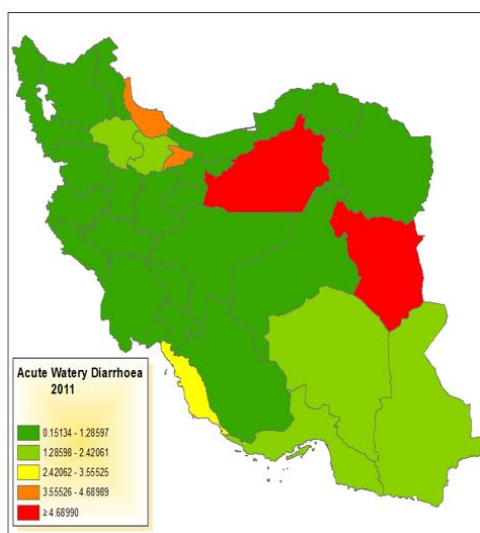 Acute Watery Diarrhoea
2011
0.15134 - 1.28597
1.28598 - 2.42061
2.42062 - 3.55525
3.55526 - 4.68989
≥ 4.68990